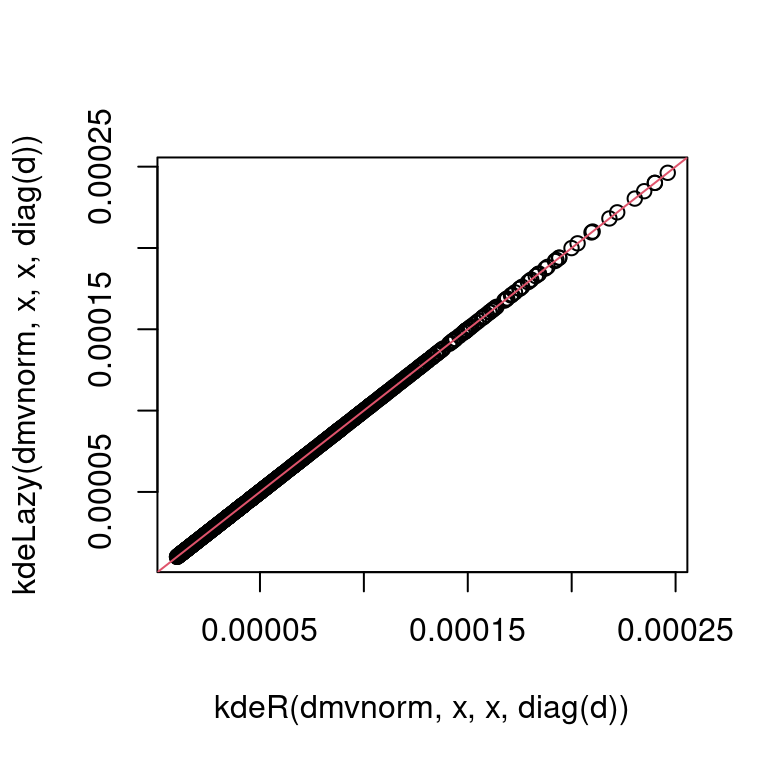 kdeLazy(dmvnorm, x, x, diag(d))
0.00025
0.00015
0.00005
0.00005 0.00015 0.00025
kdeR(dmvnorm, x, x, diag(d))